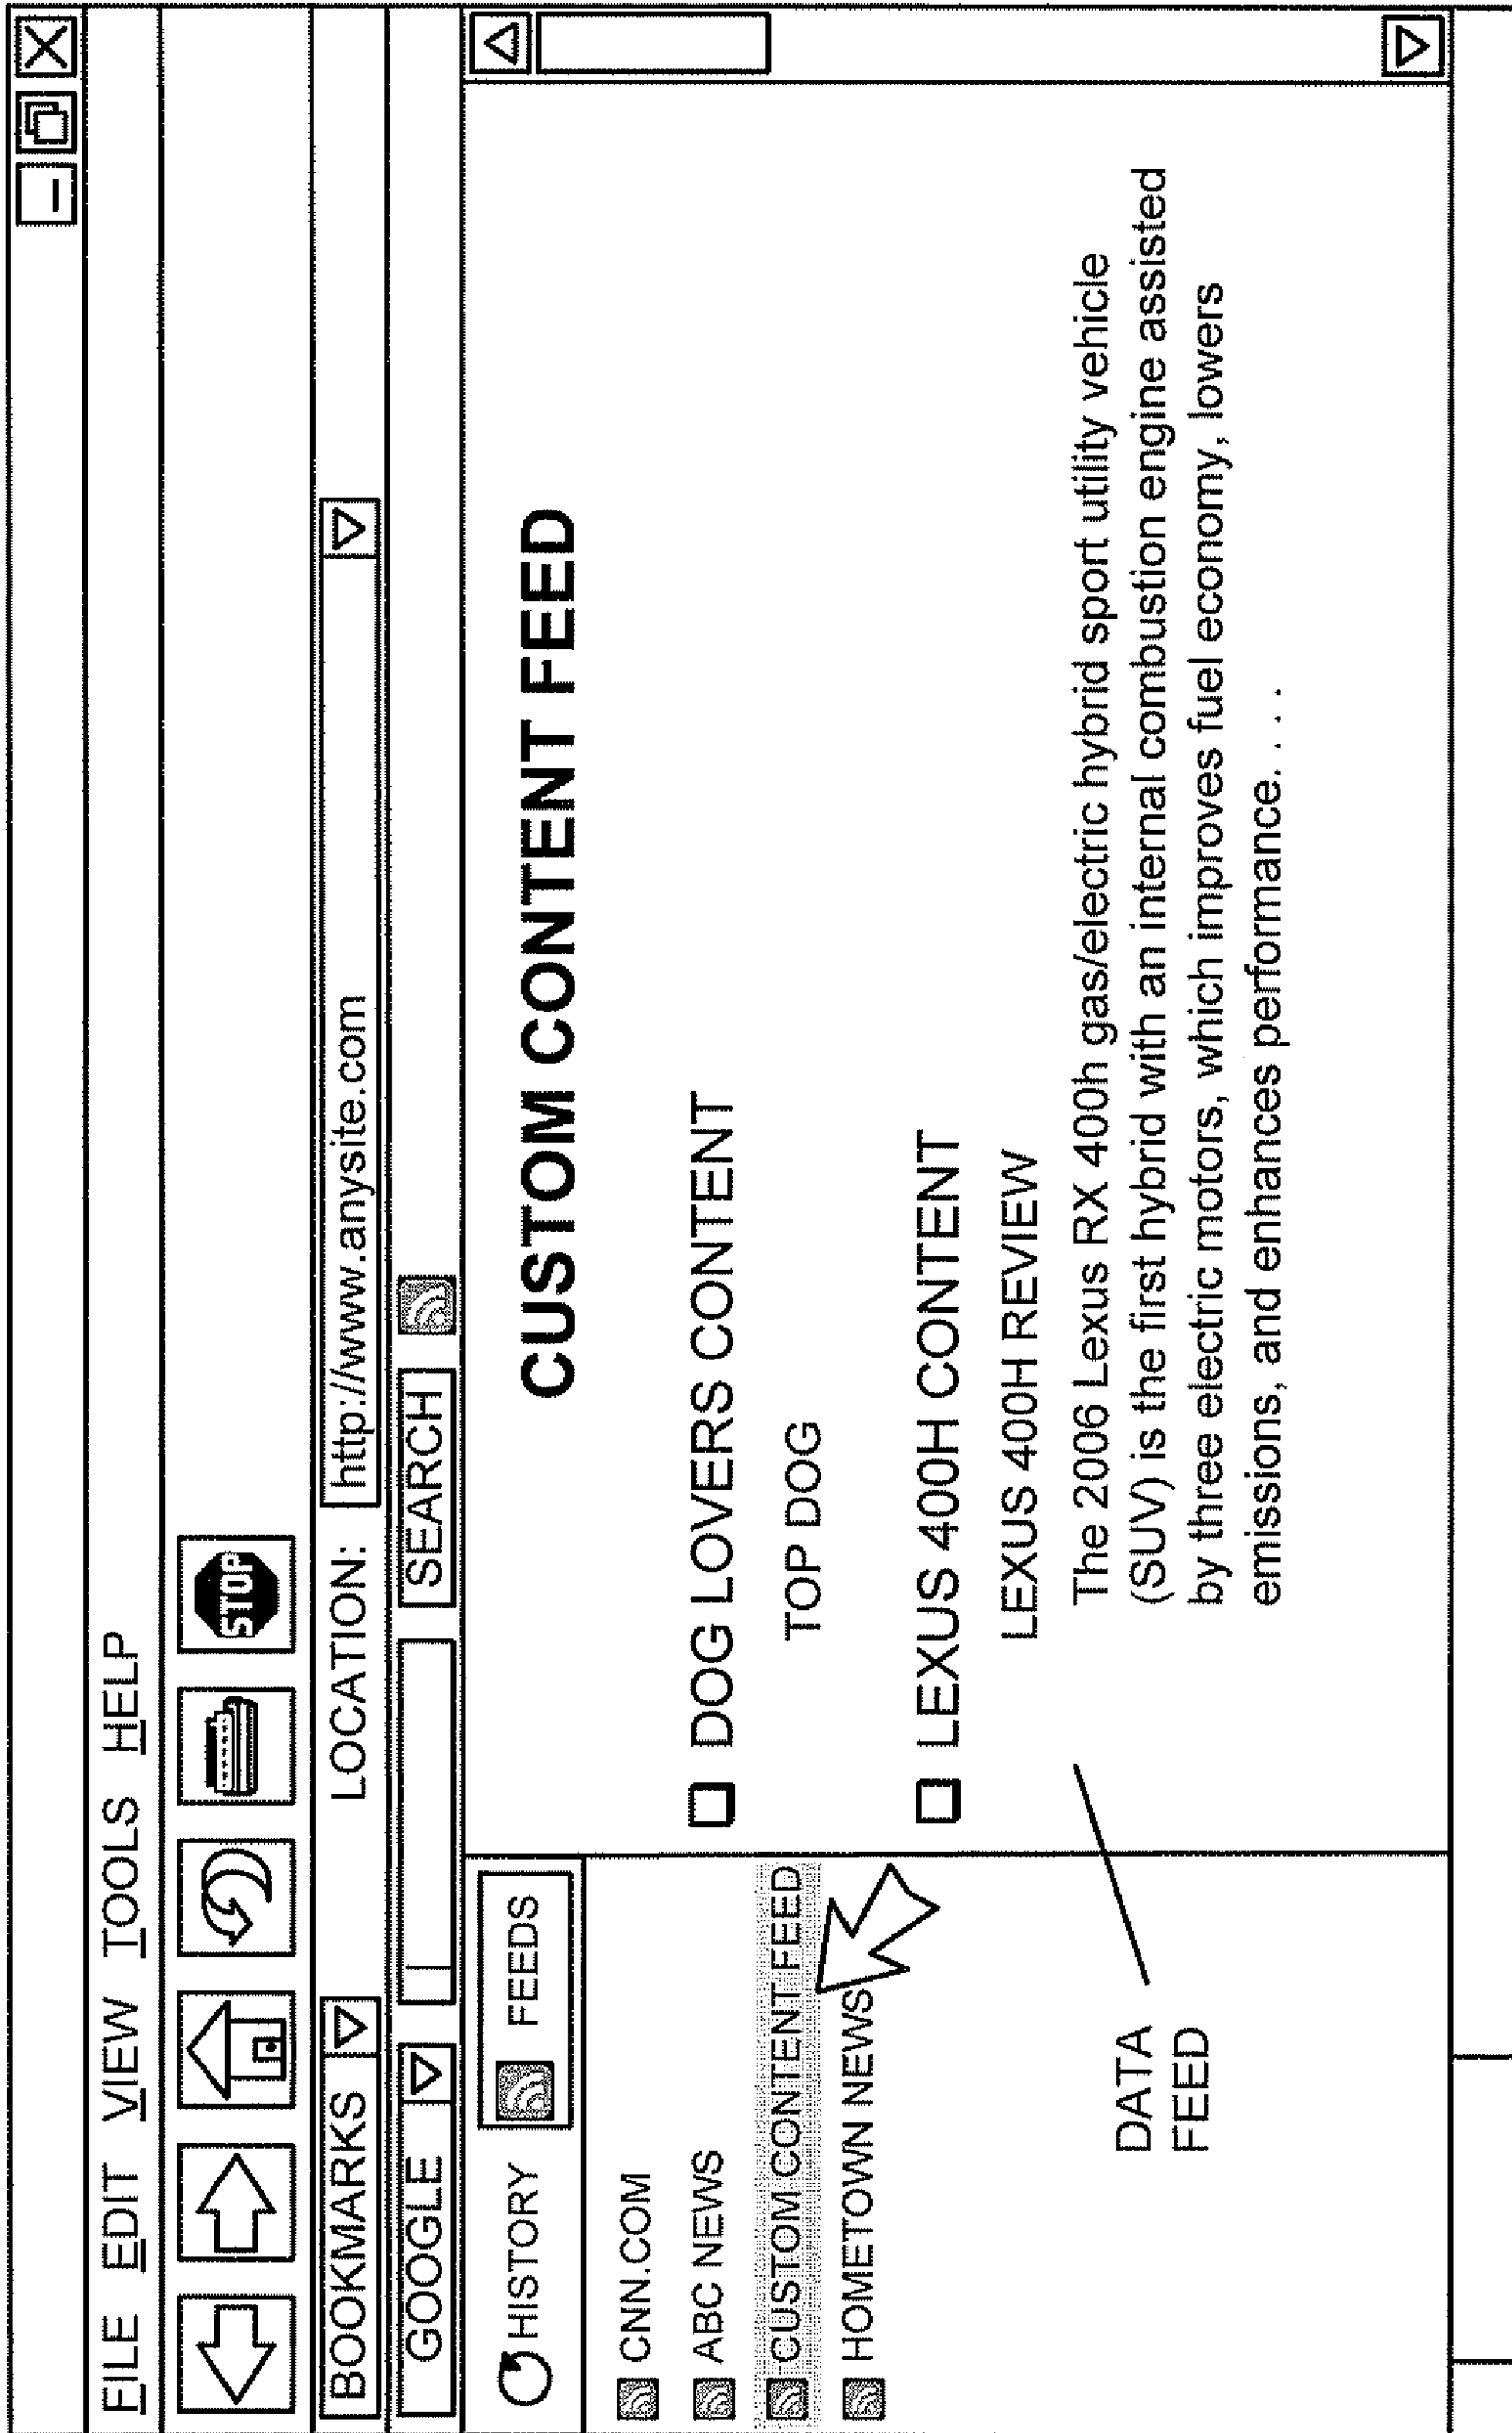 FILE EDIT VIEW TOOLS HELP
STOP
BOOKMARKS LOCATION: http://www.anysite.com
GOOGLE SEARCH
HISTORY FEEDS
CNN.COM
ABC NEWS
CUSTOM CONTENT FEED
HOMETOWN NEWS
DATA
FEED
CUSTOM CONTENT FEED
DOG LOVERS CONTENT
TOP DOG
LEXUS 400H CONTENT
LEXUS 400H REVIEW
The 2006 Lexus RX 400h gas/electric hybrid sport utility vehicle
(SUV) is the first hybrid with an internal combustion engine assisted
by three electric motors, which improves fuel economy, lowers
emissions, and enhances performance. . . .